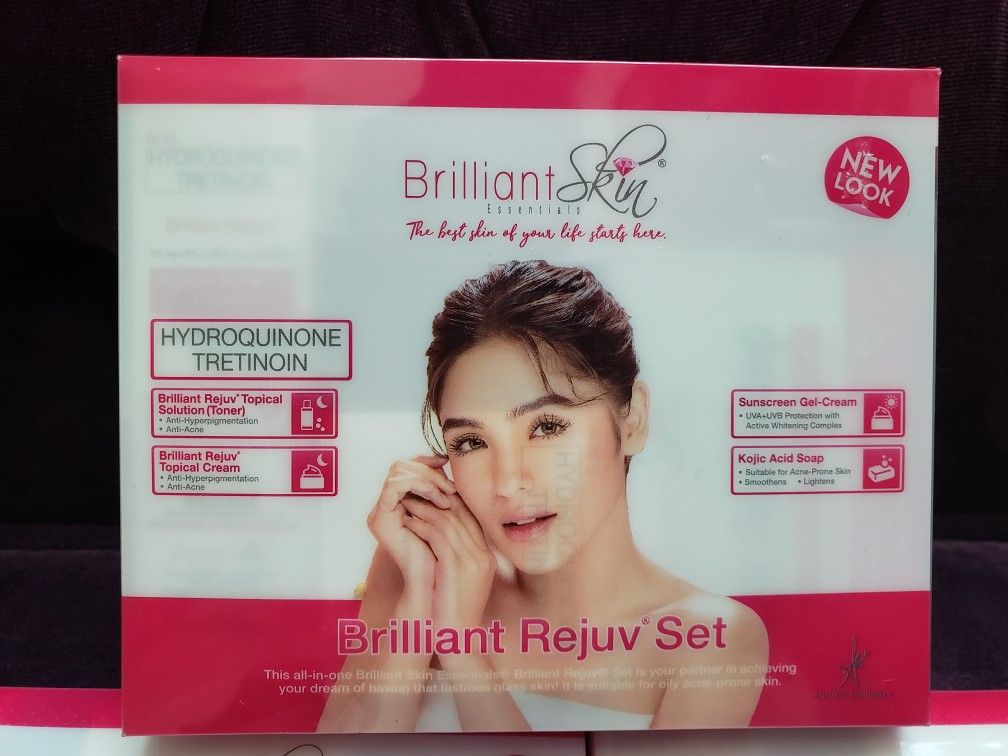 Brilliant Skin®
Essentials
The best skin of your life starts here.
NEW
LOOK
HYDROQUINONE
TRETINOIN
HYDROQUINONE
TRETINOIN
Brilliant Rejuv® Topical
Solution (Toner)
• Anti-Hyperpigmentation
• Anti-Acne
Brilliant Rejuv®
Topical Cream
• Anti-Hyperpigmentation
• Anti-Acne
Sunscreen Gel-Cream
• UVA+UVB Protection with
Active Whitening Complex
Kojic Acid Soap
• Suitable for Acne-Prone Skin
• Smoothens • Lightens
Brilliant Rejuv® Set
This all-in-one Brilliant Skin Essentials® Brilliant Rejuv® Set is your partner in achieving
your dream of having that lustrous glass skin! It is suitable for oily acne-prone skin.